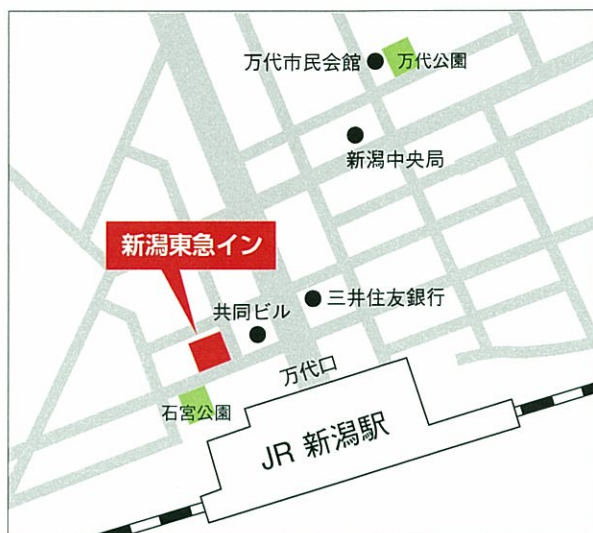 万代市民会館
万代公園
新潟中央局
新潟東急イン
三井住友銀行
共同ビル
万代口
石宮公園
JR 新潟駅